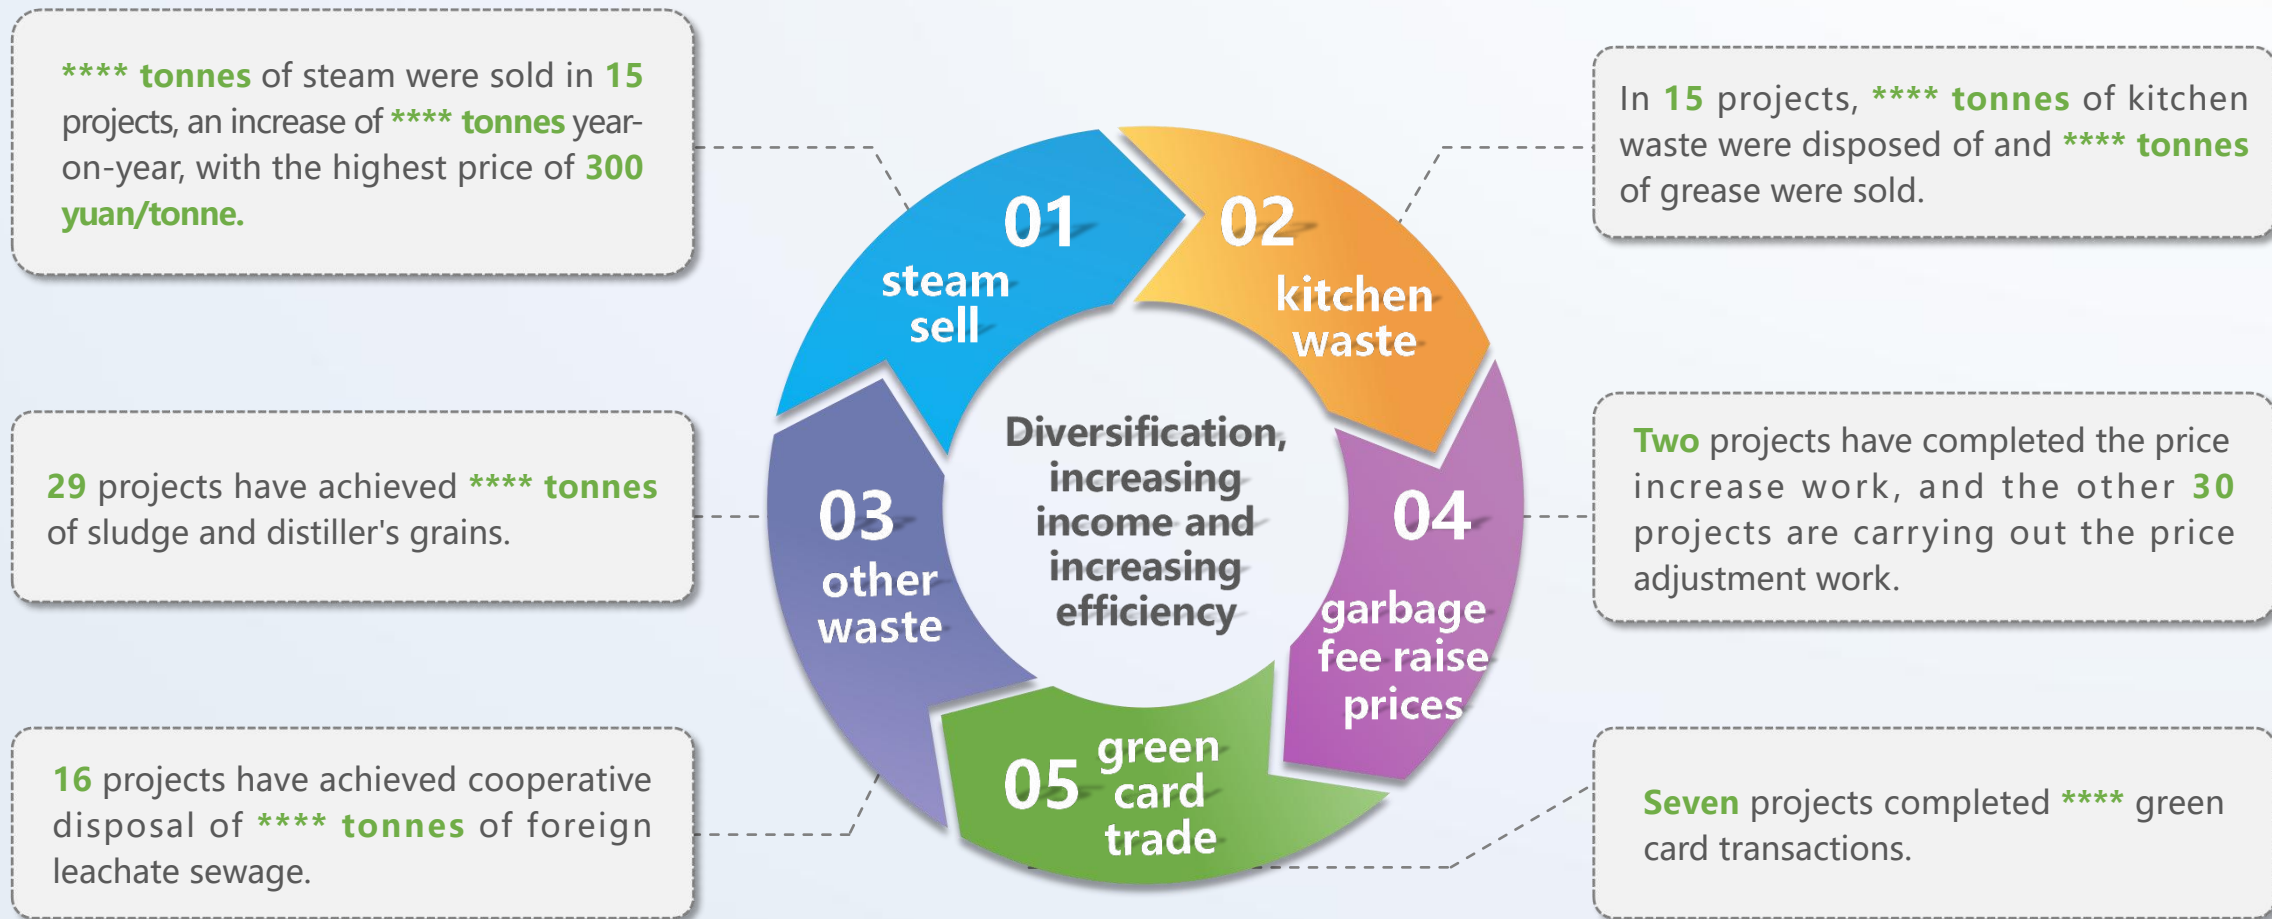 **** tonnes of steam were sold in 15
projects, an increase of **** tonnes year-
on-year, with the highest price of 300
yuan/tonne.
In 15 projects, **** tonnes of kitchen
waste were disposed of and **** tonnes
of grease were sold.
01
steam
sell
02
kitchen
waste
29 projects have achieved **** tonnes
of sludge and distiller's grains.
03
other
waste
Diversification,
increasing
income and
increasing
efficiency
04
garbage
fee raise
prices
Two projects have completed the price
increase work, and the other 30
projects are carrying out the price
adjustment work.
16 projects have achieved cooperative
disposal of **** tonnes of foreign
leachate sewage.
05
green
card
trade
Seven projects completed **** green
card transactions.